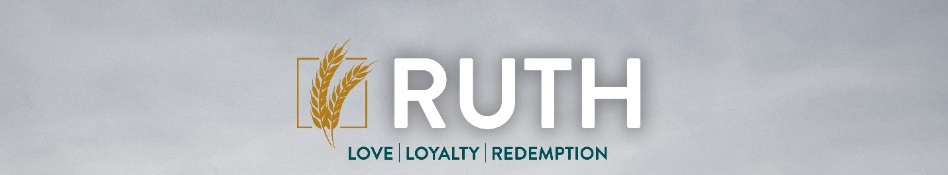 RUTH
LOVE | LOYALTY | REDEMPTION